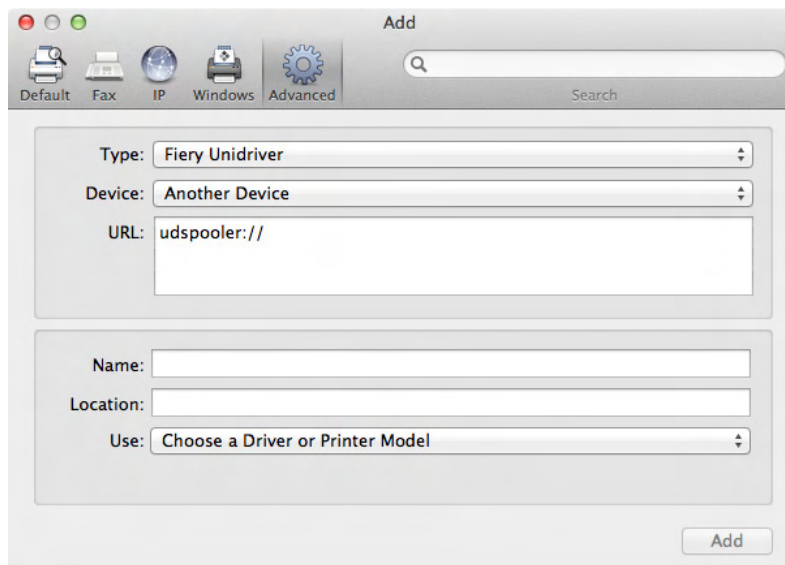 Add
Default Fax IP Windows Advanced Search
Type: Fiery Unidriver
Device: Another Device
URL: udspooler://
Name:
Location:
Use: Choose a Driver or Printer Model
Add